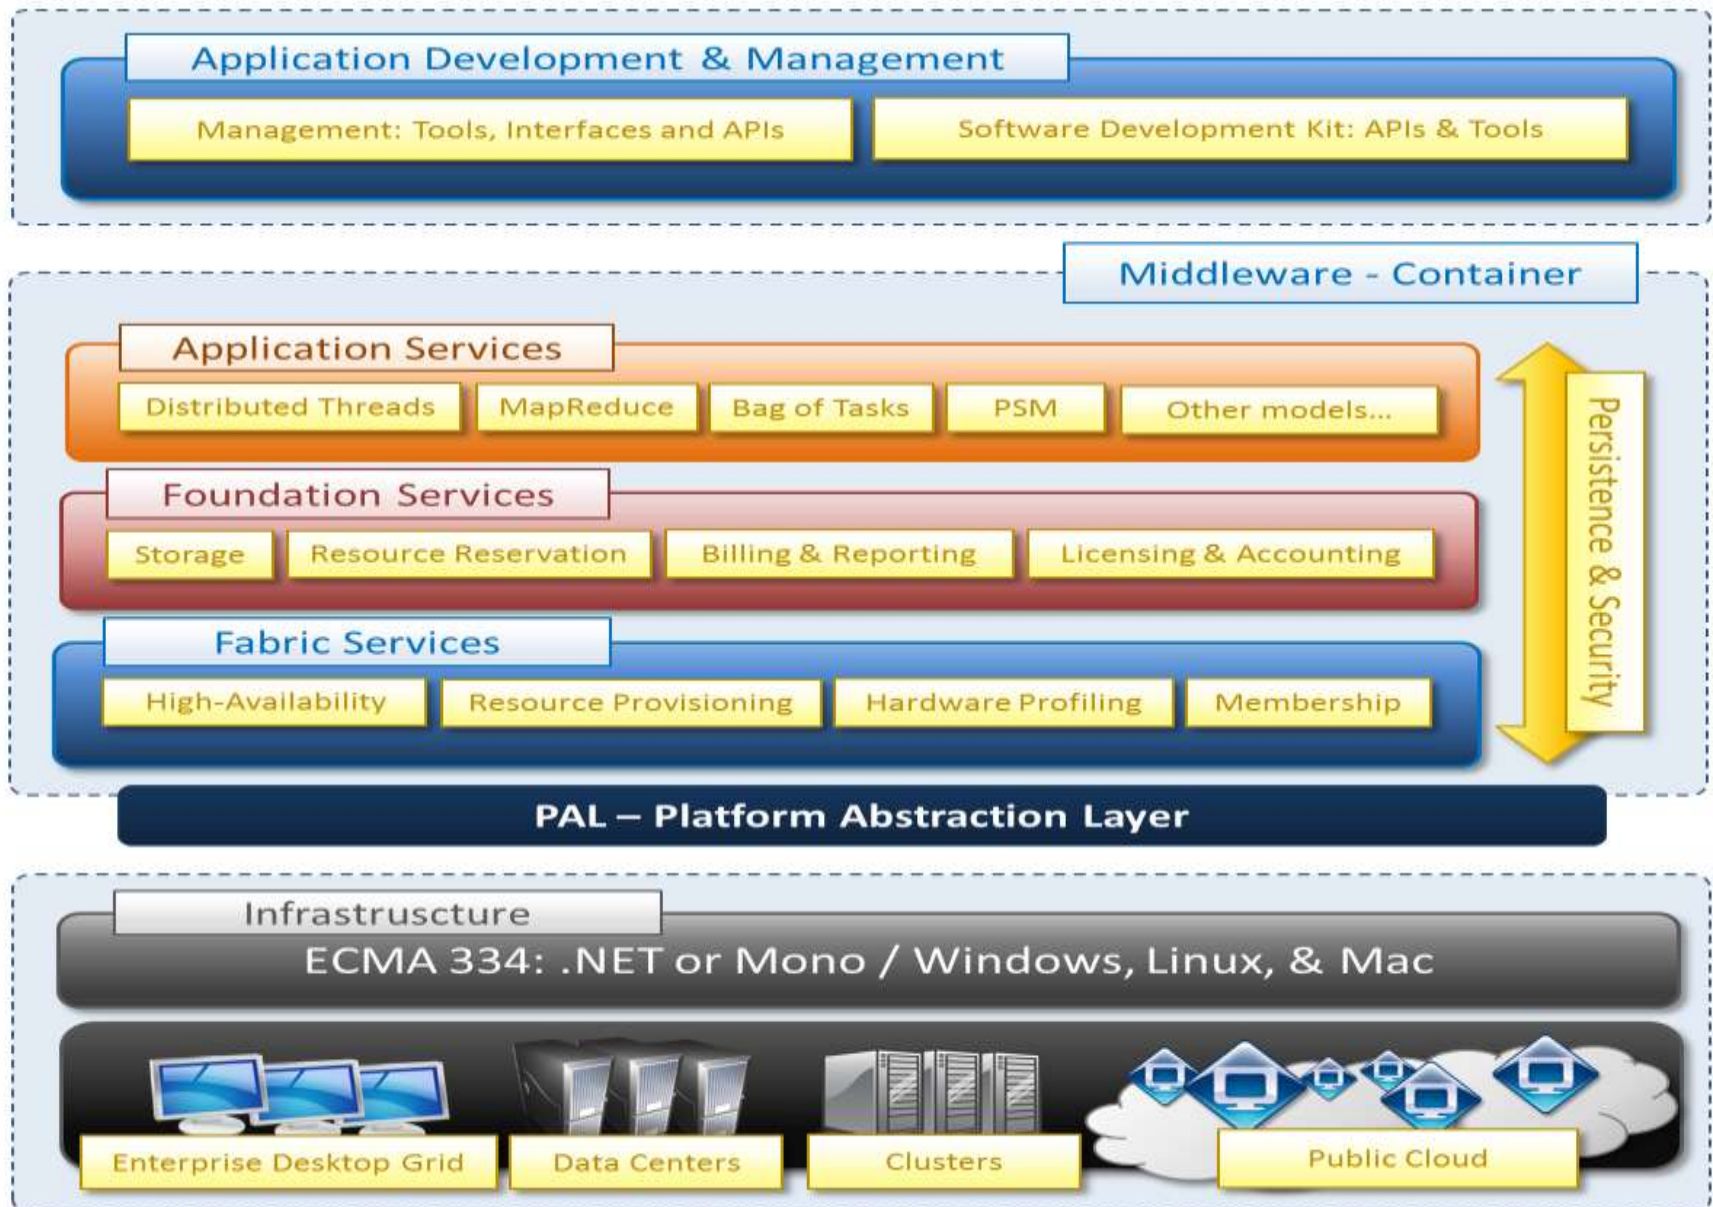 Application Development & Management
Management: Tools, Interfaces and APIs
Software Development Kit: APIs & Tools
Middleware - Container
Application Services
Distributed Threads
MapReduce
Bag of Tasks
PSM
Other models...
Foundation Services
Storage
Resource Reservation
Billing & Reporting
Licensing & Accounting
Fabric Services
High-Availability
Resource Provisioning
Hardware Profiling
Membership
Persistence & Security
PAL – Platform Abstraction Layer
Infrastruscture
ECMA 334: .NET or Mono / Windows, Linux, & Mac
Enterprise Desktop Grid
Data Centers
Clusters
Public Cloud